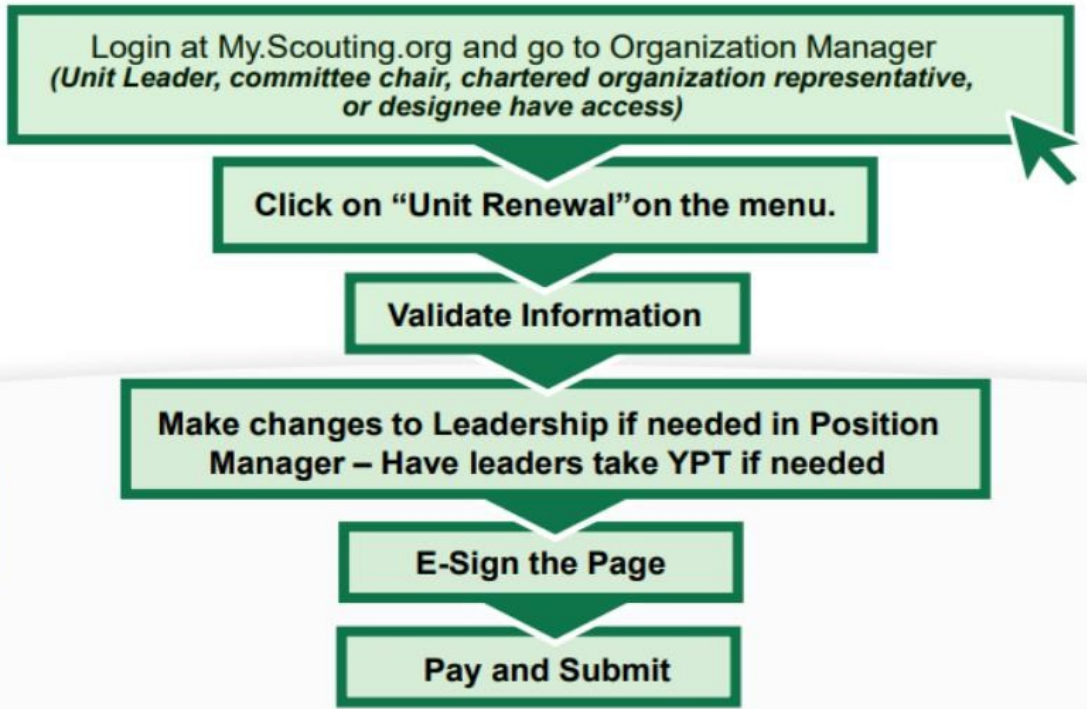 Login at My.Scouting.org and go to Organization Manager
(Unit Leader, committee chair, chartered organization representative,
or designee have access)
Click on “Unit Renewal”on the menu.
Validate Information
Make changes to Leadership if needed in Position
Manager – Have leaders take YPT if needed
E-Sign the Page
Pay and Submit